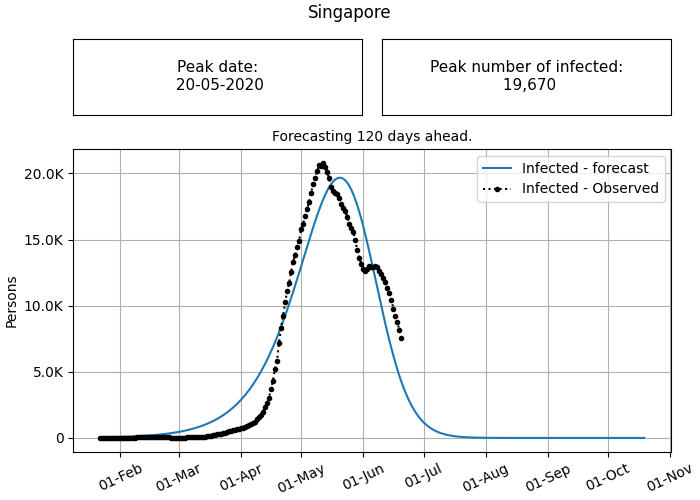 Singapore
Peak date:
20-05-2020
Peak number of infected:
19,670
Forecasting 120 days ahead.
Infected - forecast
Infected - Observed
Persons
20.0K
15.0K
10.0K
5.0K
0
01-Feb
01-Mar
01-Apr
01-May
01-Jun
01-Jul
01-Aug
01-Sep
01-Oct
01-Nov